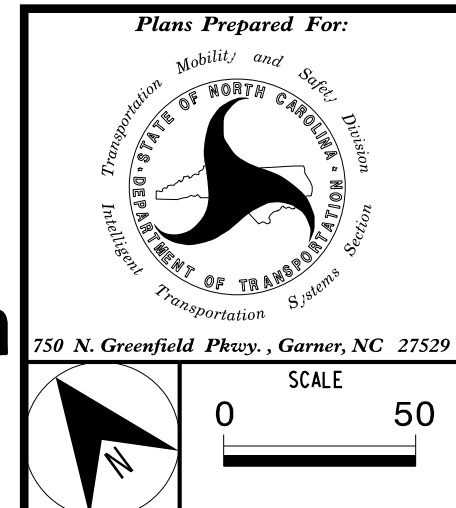 Plans Prepared For:
Transportation Mobility and Safety Division
STATE OF NORTH CAROLINA
DEPARTMENT OF TRANSPORTATION
Intelligent Transportation Systems Section
750 N. Greenfield Pkwy. , Garner, NC 27529
SCALE
0 50
N